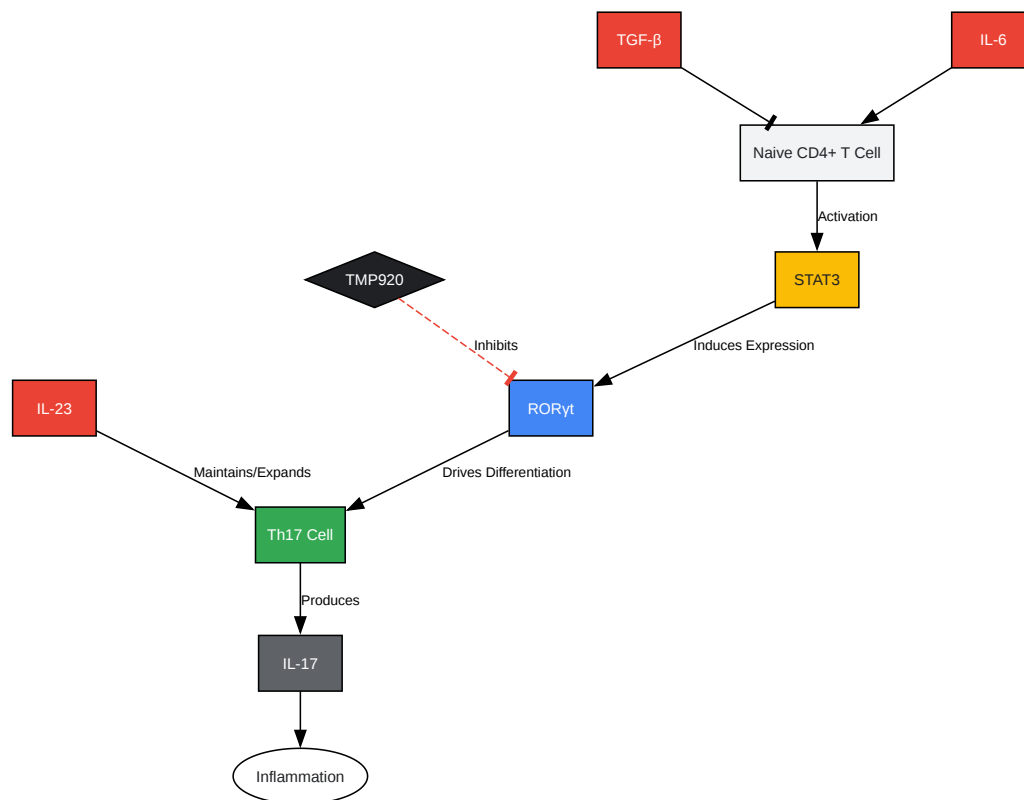 TGF-β
IL-6
Naive CD4+ T Cell
Activation
TMP920
STAT3
Inhibits
Induces Expression
IL-23
RORγt
Maintains/Expands
Drives Differentiation
Th17 Cell
Produces
IL-17
Inflammation